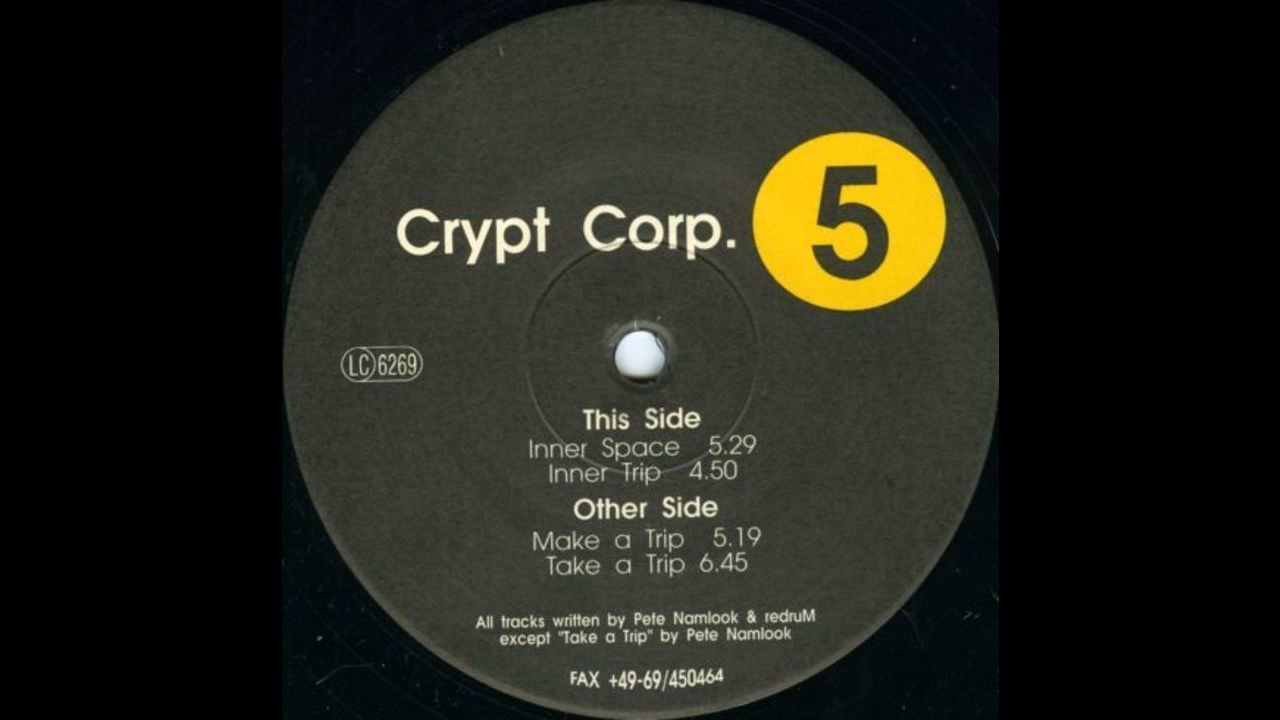 Crypt Corp. 5
LC 6269
This Side
Inner Space 5.29
Inner Trip 4.50
Other Side
Make a Trip 5.19
Take a Trip 6.45
All tracks written by Pete Namlook & redruM
except "Take a Trip" by Pete Namlook
FAX +49-69/450464